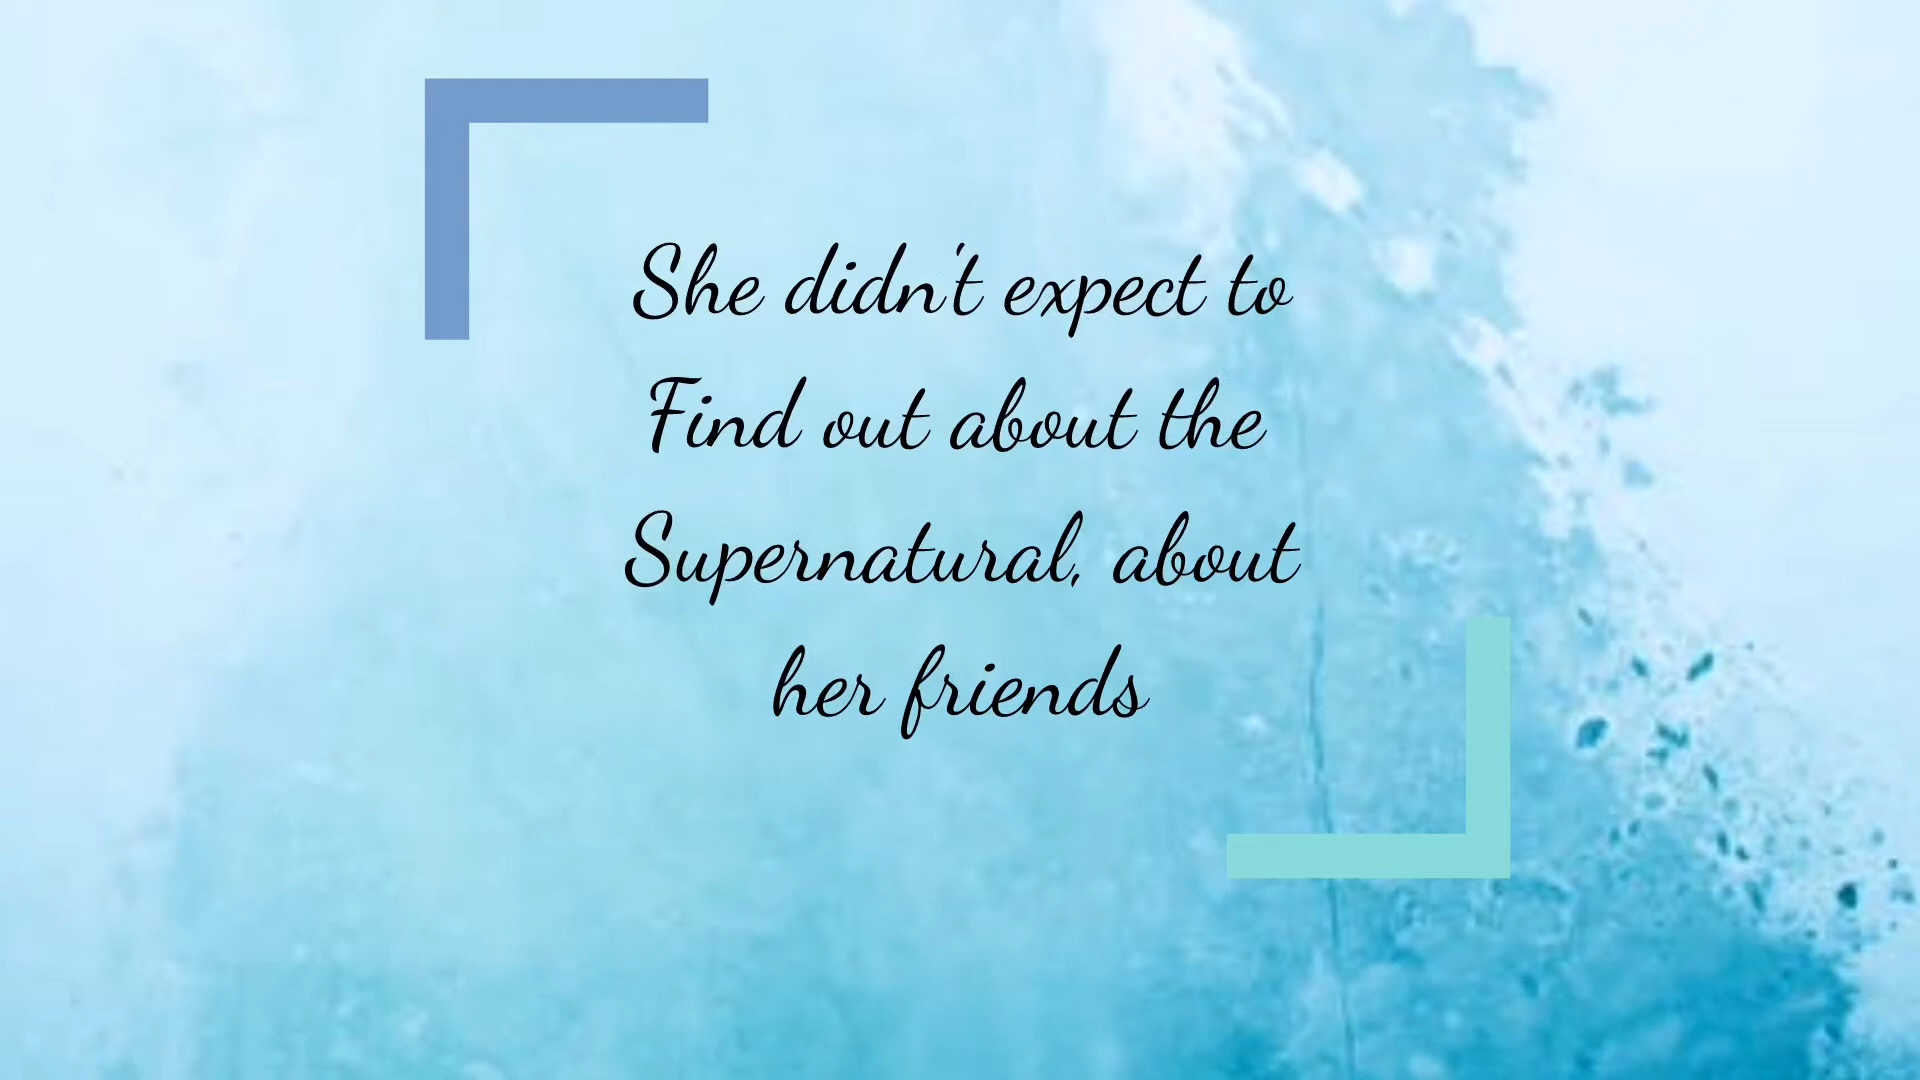 She didn't expect to
Find out about the
Supernatural, about
her friends